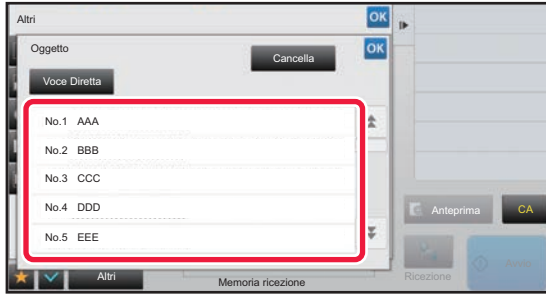 Altri
OK
Oggetto
Cancella
OK
Voce Diretta
No.1 AAA
No.2 BBB
No.3 CCC
No.4 DDD
No.5 EEE
Anteprima
CA
Altri
Memoria ricezione
Ricezione